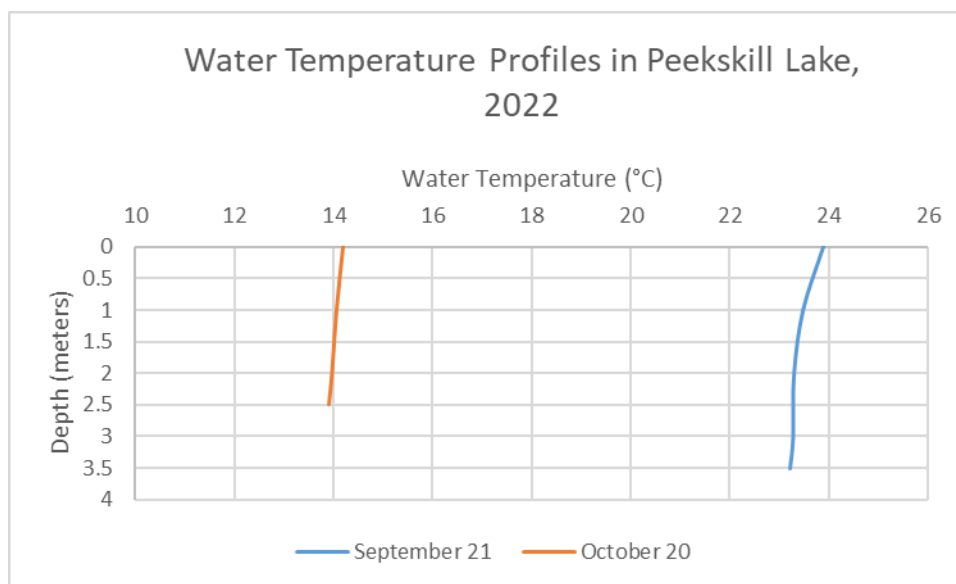 Water Temperature Profiles in Peekskill Lake,
2022
Water Temperature (°C)
10 12 14 16 18 20 22 24 26
Depth (meters)
0
0.5
1
1.5
2
2.5
3
3.5
4
September 21 October 20